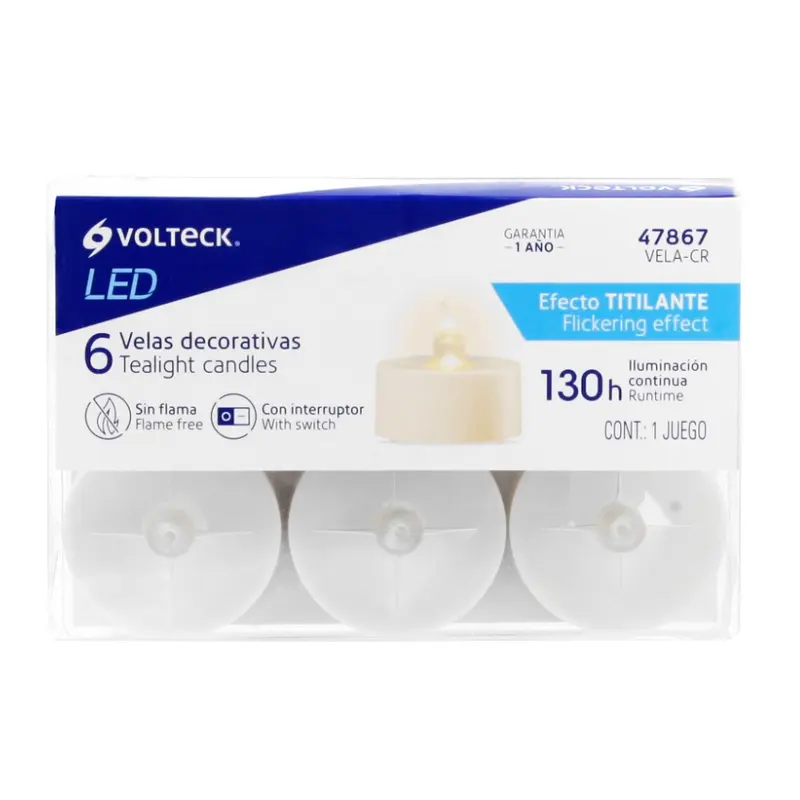 VOLTECK
VOLTECK®
LED
6 Velas decorativas
Tealight candles
Sin flama
Flame free
Con interruptor
With switch
GARANTIA
– 1 AÑO –
47867
VELA-CR
Efecto TITILANTE
Flickering effect
130h Iluminación
continua
Runtime
CONT.: 1 JUEGO